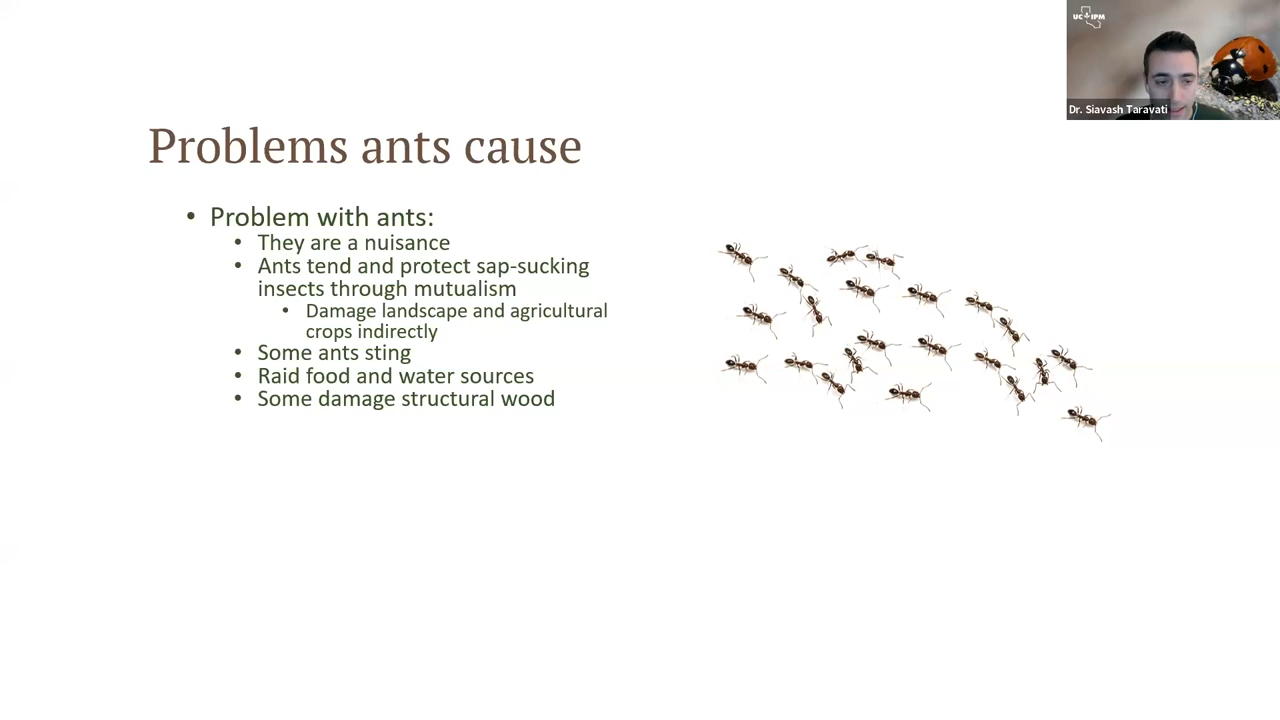 UC IPM
Dr. Siavash Taravati
Problems ants cause
• Problem with ants:
• They are a nuisance
• Ants tend and protect sap-sucking
insects through mutualism
• Damage landscape and agricultural
crops indirectly
• Some ants sting
• Raid food and water sources
• Some damage structural wood